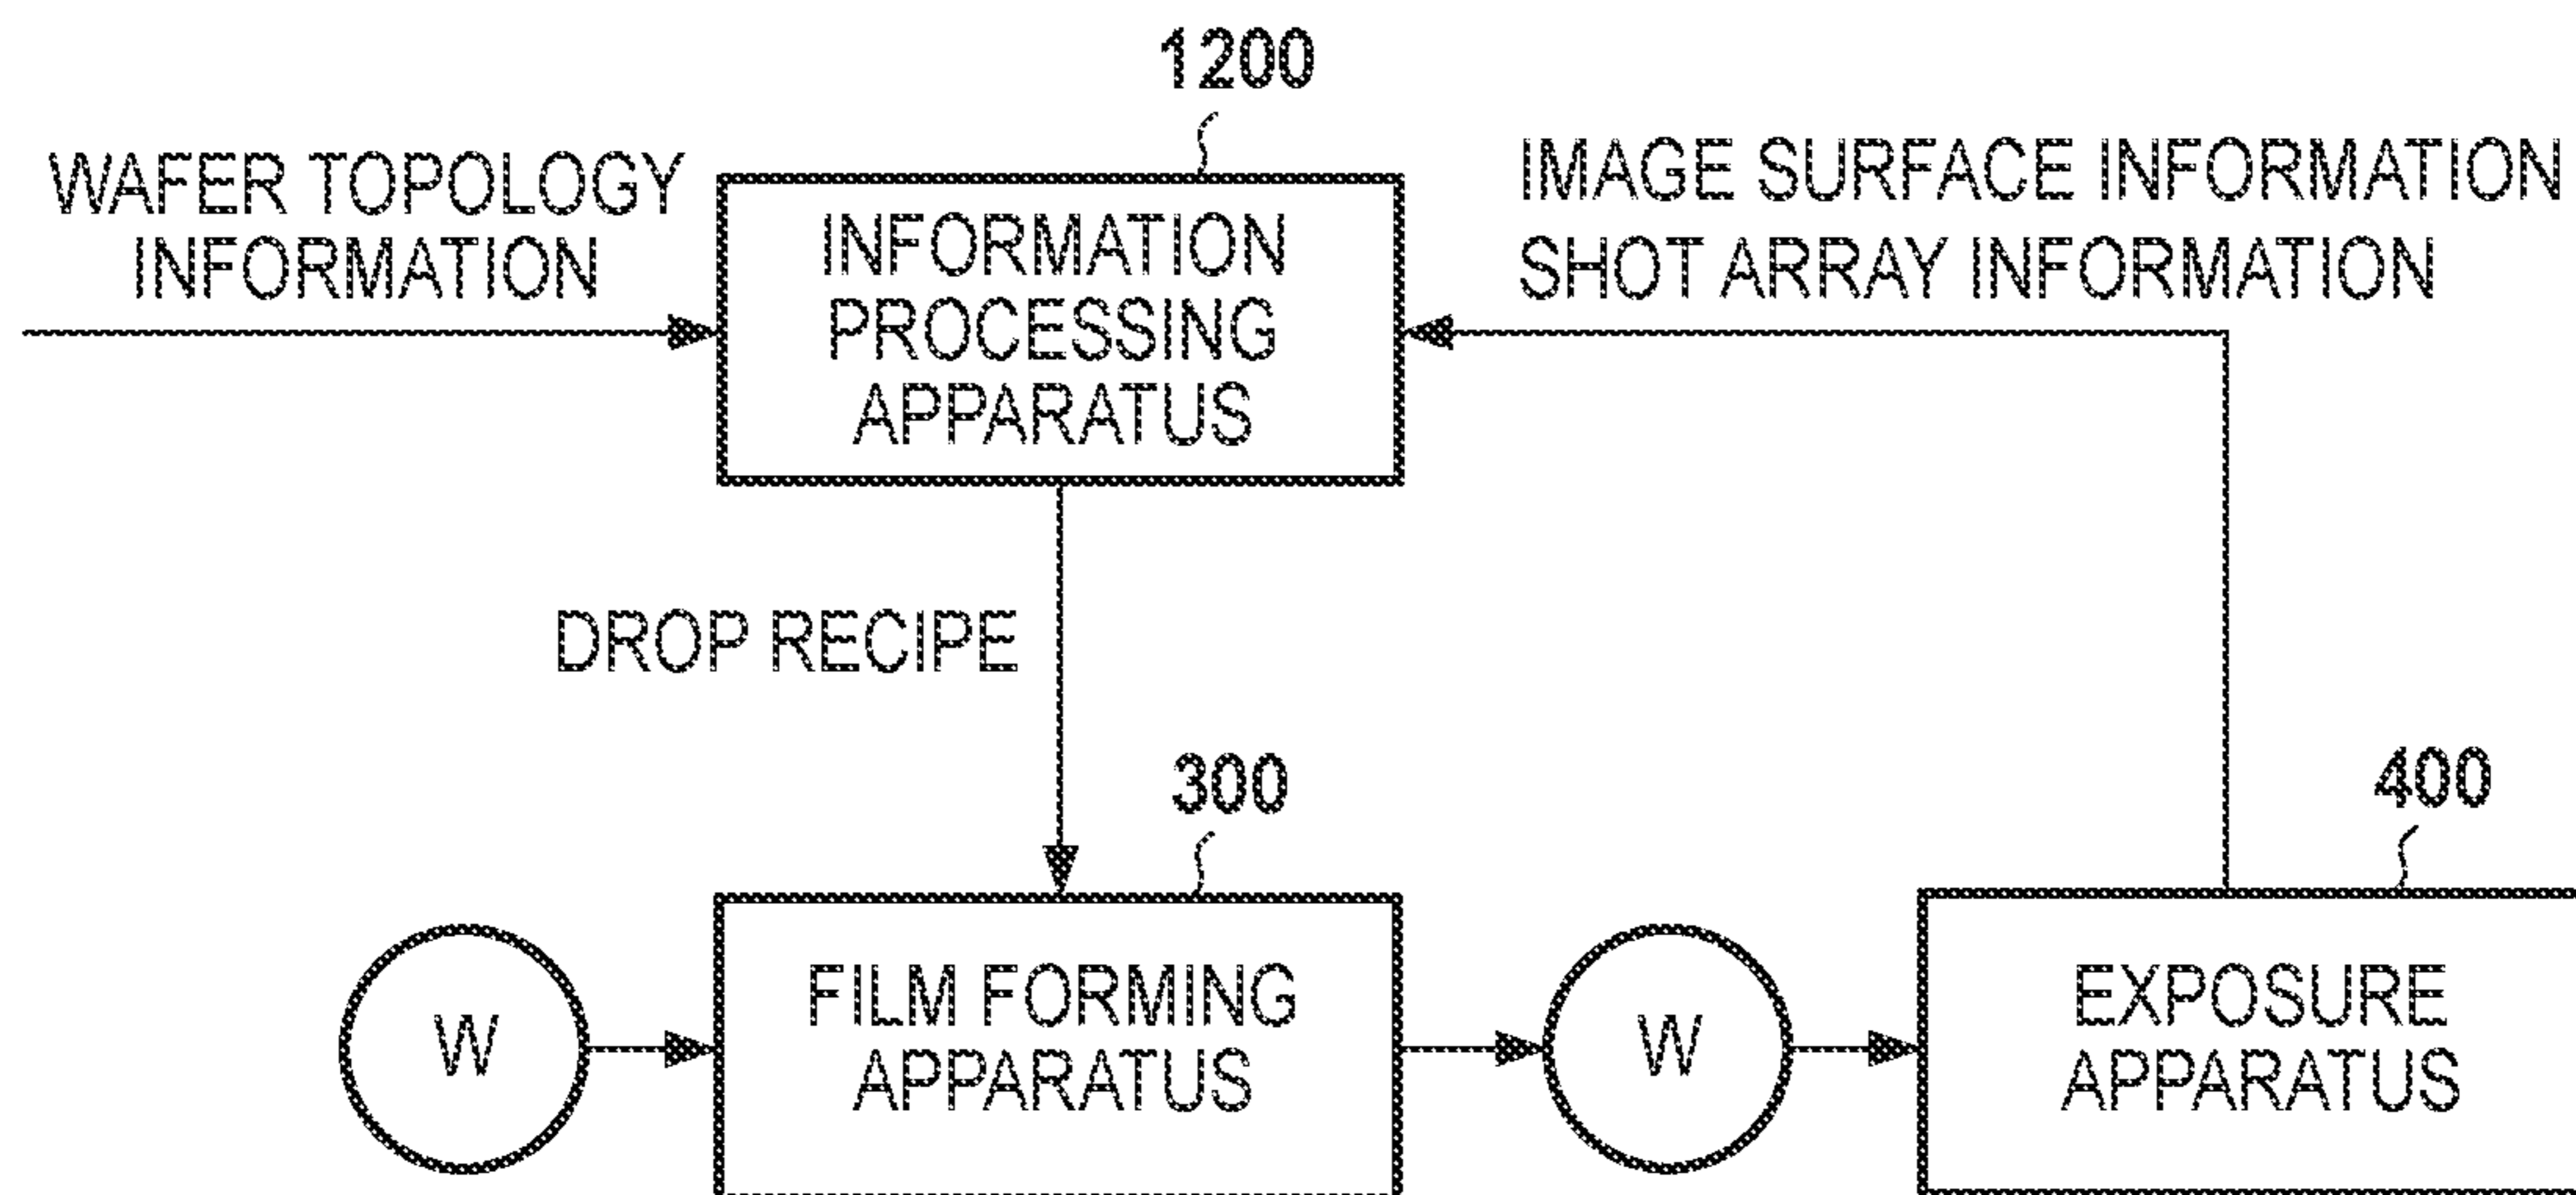 1200
WAFER TOPOLOGY
INFORMATION
INFORMATION
PROCESSING
APPARATUS
IMAGE SURFACE INFORMATION
SHOT ARRAY INFORMATION
DROP RECIPE
300
400
W
FILM FORMING
APPARATUS
W
EXPOSURE
APPARATUS